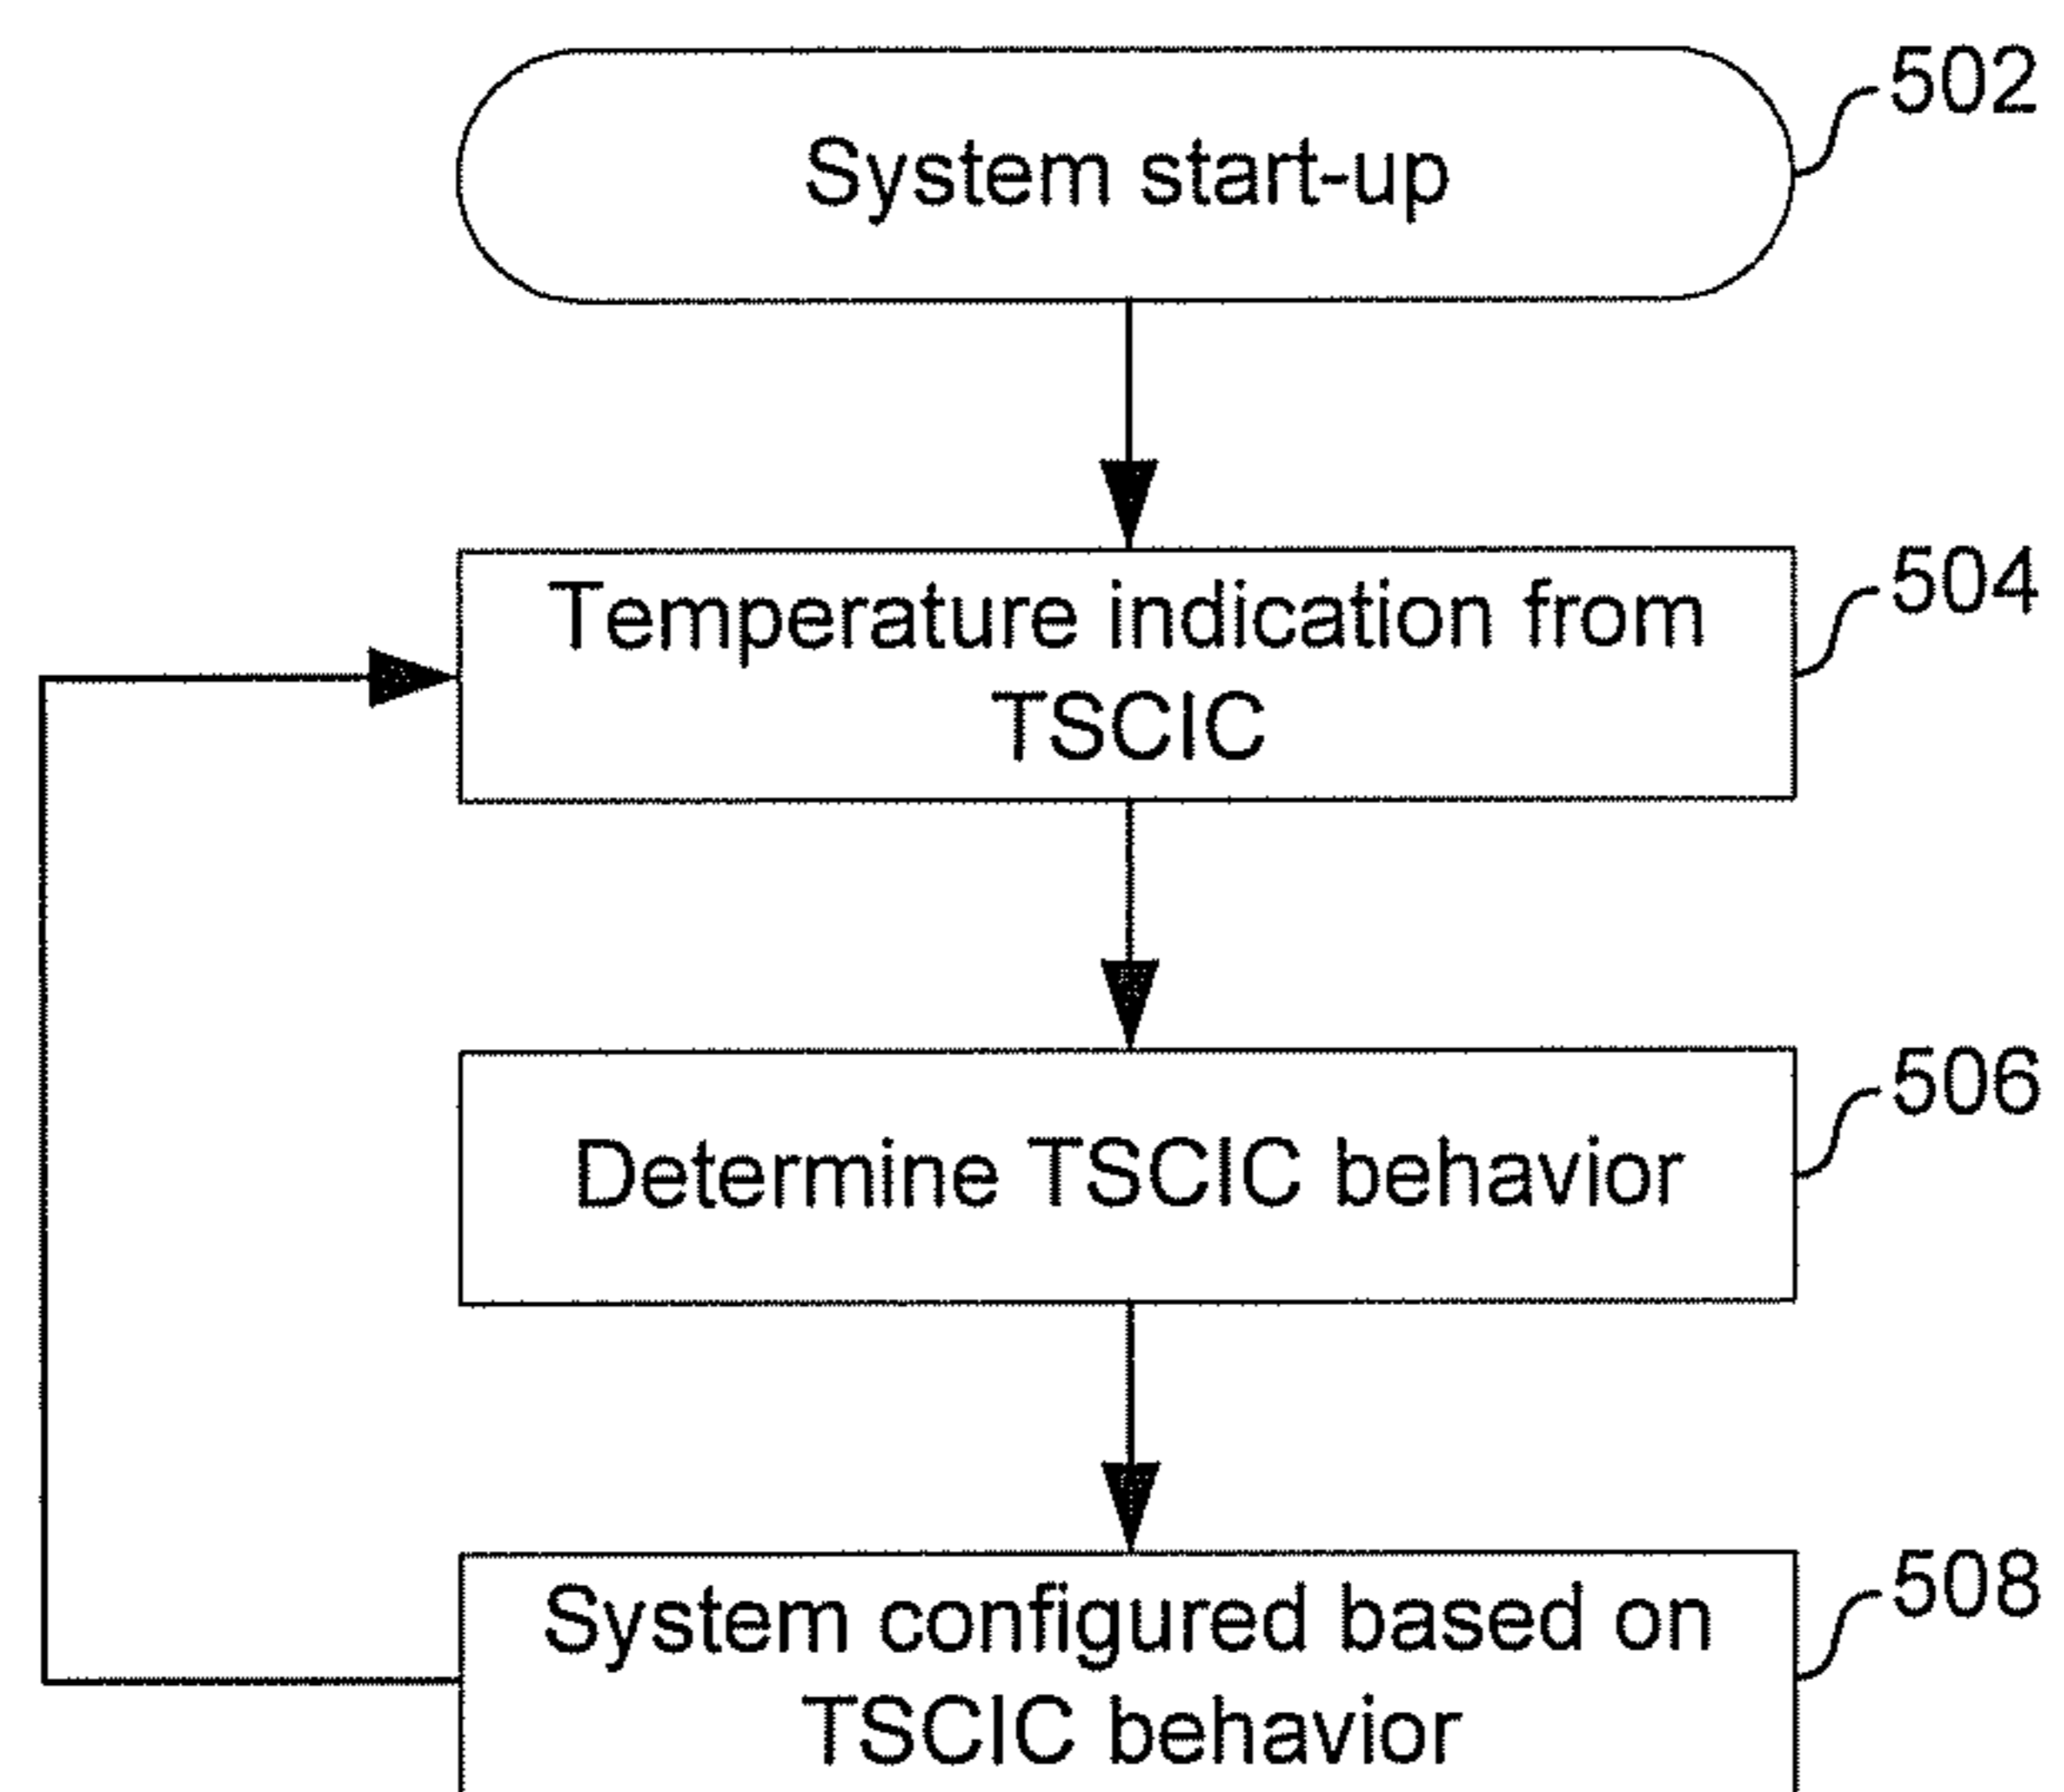 System start-up
502
Temperature indication from
TSCIC
504
Determine TSCIC behavior
506
System configured based on
TSCIC behavior
508